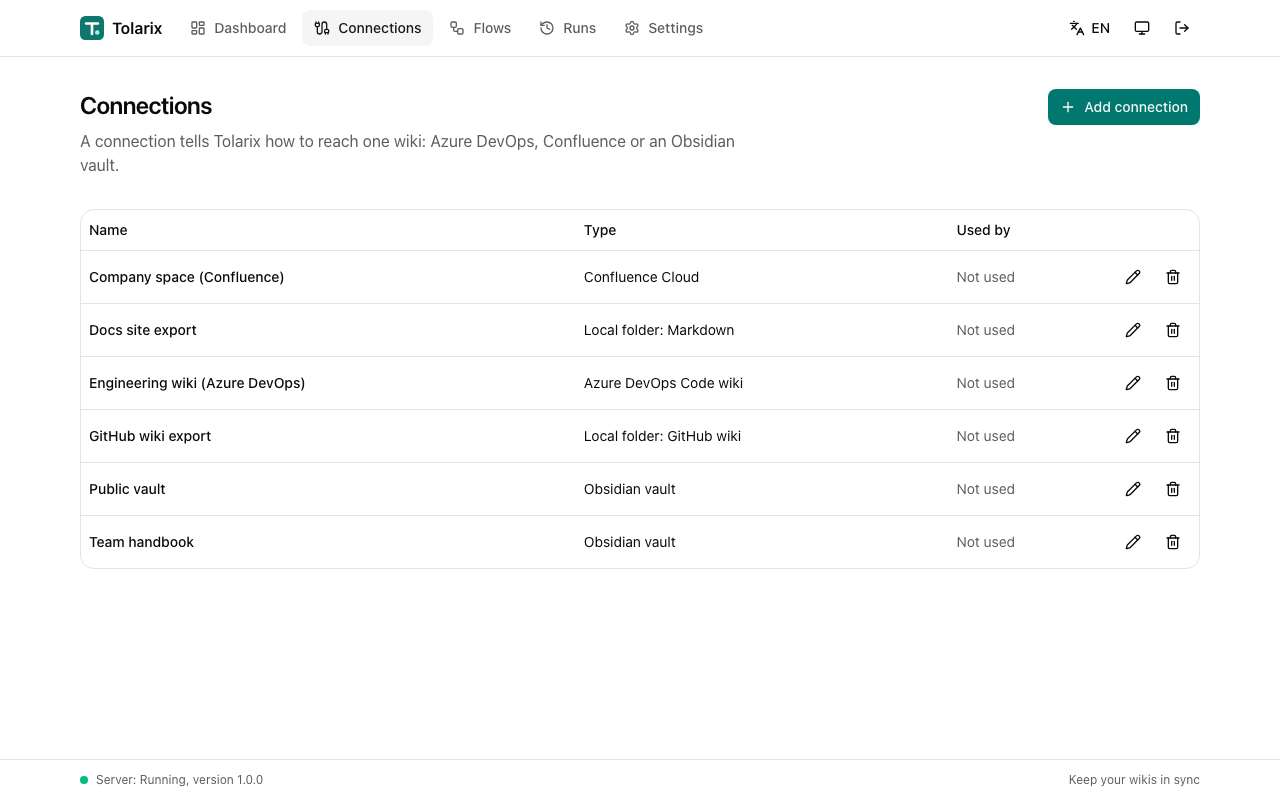 Tolarix
Dashboard
Connections
Flows
Runs
Settings
EN
Connections
Add connection
A connection tells Tolarix how to reach one wiki: Azure DevOps, Confluence or an Obsidian
vault.
Name Type Used by
Company space (Confluence) Confluence Cloud Not used
Docs site export Local folder: Markdown Not used
Engineering wiki (Azure DevOps) Azure DevOps Code wiki Not used
GitHub wiki export Local folder: GitHub wiki Not used
Public vault Obsidian vault Not used
Team handbook Obsidian vault Not used
Server: Running, version 1.0.0
Keep your wikis in sync